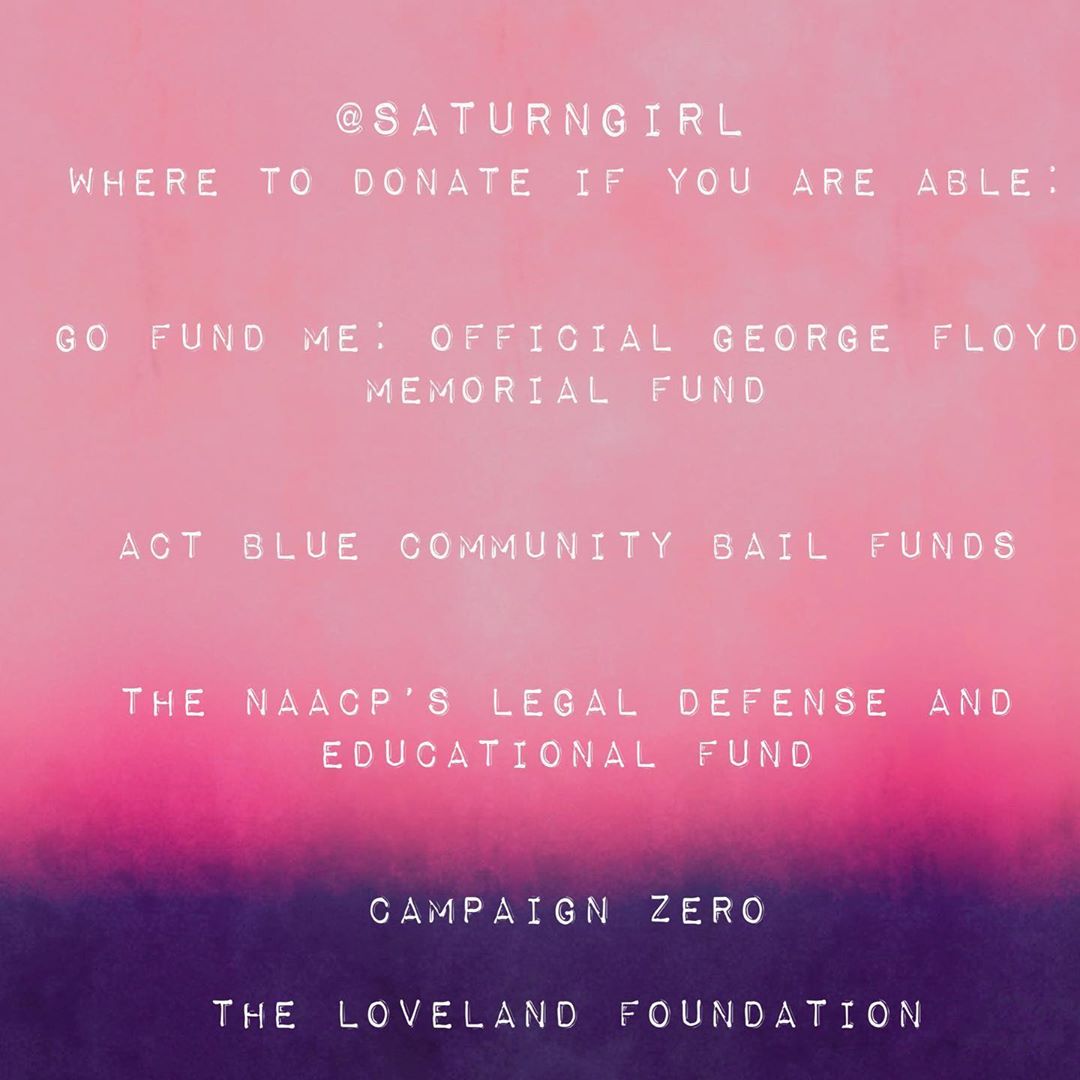 @SATURNGIRL
WHERE TO DONATE IF YOU ARE ABLE:
GO FUND ME: OFFICIAL GEORGE FLOYD
MEMORIAL FUND
ACT BLUE COMMUNITY BAIL FUNDS
THE NAACP'S LEGAL DEFENSE AND
EDUCATIONAL FUND
CAMPAIGN ZERO
THE LOVELAND FOUNDATION